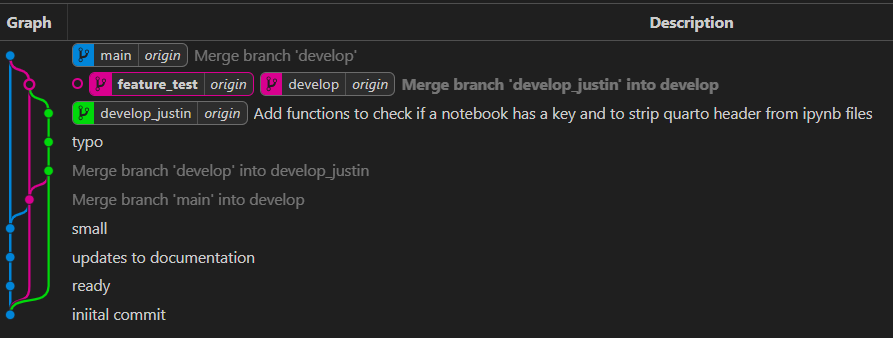 Graph Description
main origin Merge branch 'develop'
feature_test origin develop origin Merge branch 'develop_justin' into develop
develop_justin origin Add functions to check if a notebook has a key and to strip quarto header from ipynb files
typo
Merge branch 'develop' into develop_justin
Merge branch 'main' into develop
small
updates to documentation
ready
iniital commit